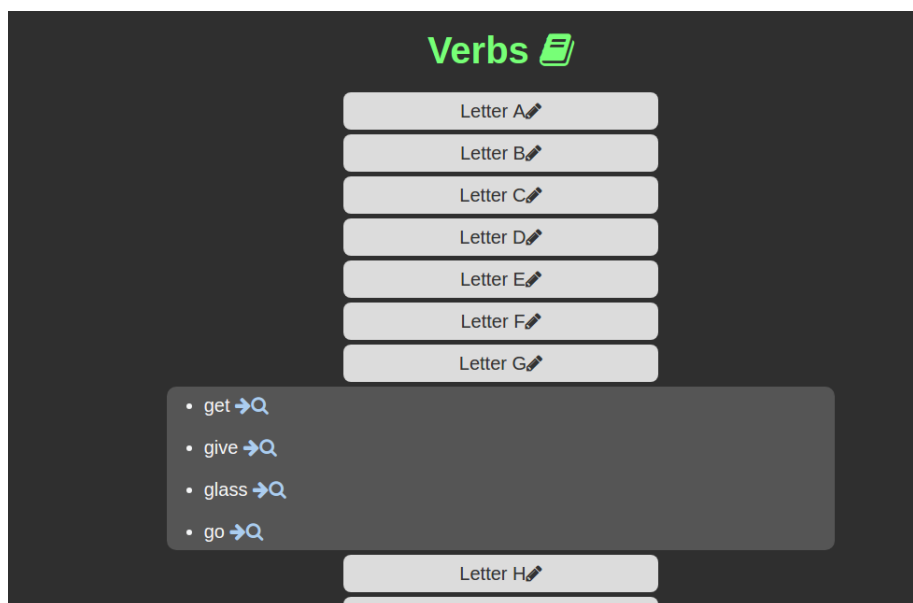 Verbs
Letter A
Letter B
Letter C
Letter D
Letter E
Letter F
Letter G
get
give
glass
go
Letter H